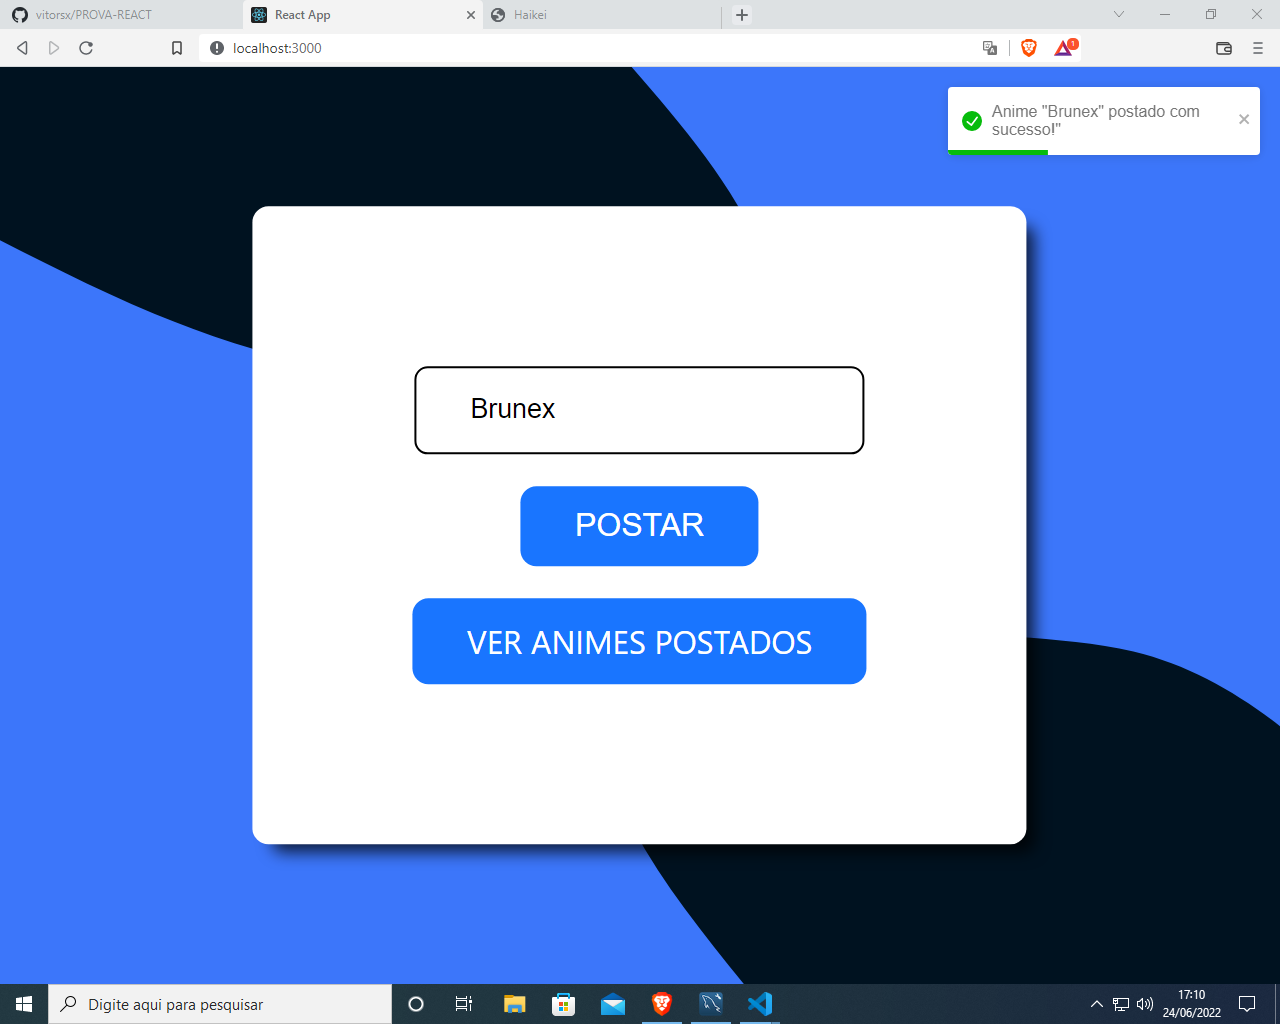 vitorsx/PROVA-REACT
React App
Haikei
localhost:3000
1
Anime "Brunex" postado com
sucesso!"
Brunex
POSTAR
VER ANIMES POSTADOS
Digite aqui para pesquisar
17:10
24/06/2022